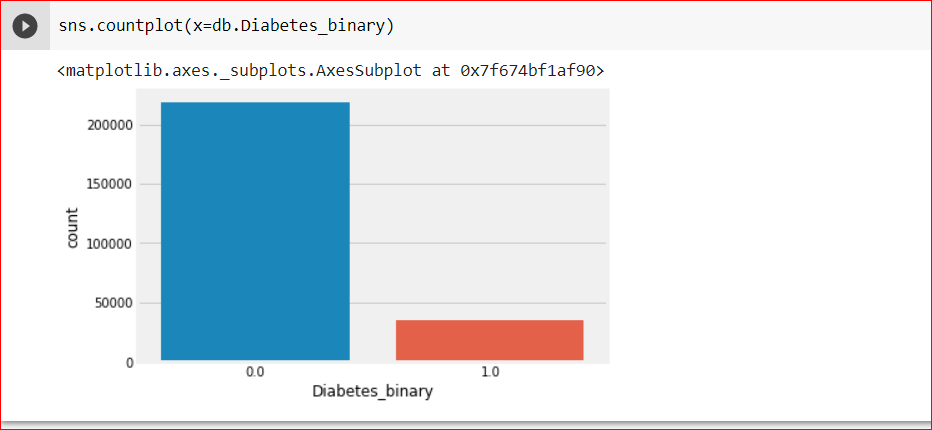 sns.countplot(x=db.Diabetes_binary)
<matplotlib.axes._subplots.AxesSubplot at 0x7f674bf1af90>
200000
150000
count
100000
50000
0
0.0 1.0
Diabetes_binary